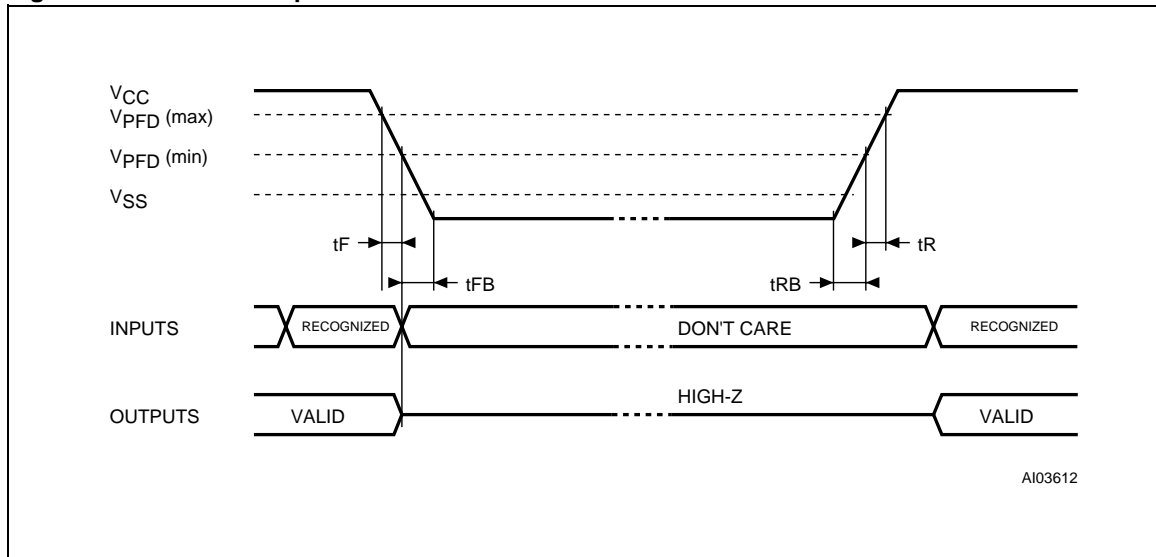 VCC
VPFD (max)
VPFD (min)
VSS
tF
tR
tFB
tRB
INPUTS
RECOGNIZED
DON'T CARE
RECOGNIZED
HIGH-Z
OUTPUTS
VALID
VALID
AI03612